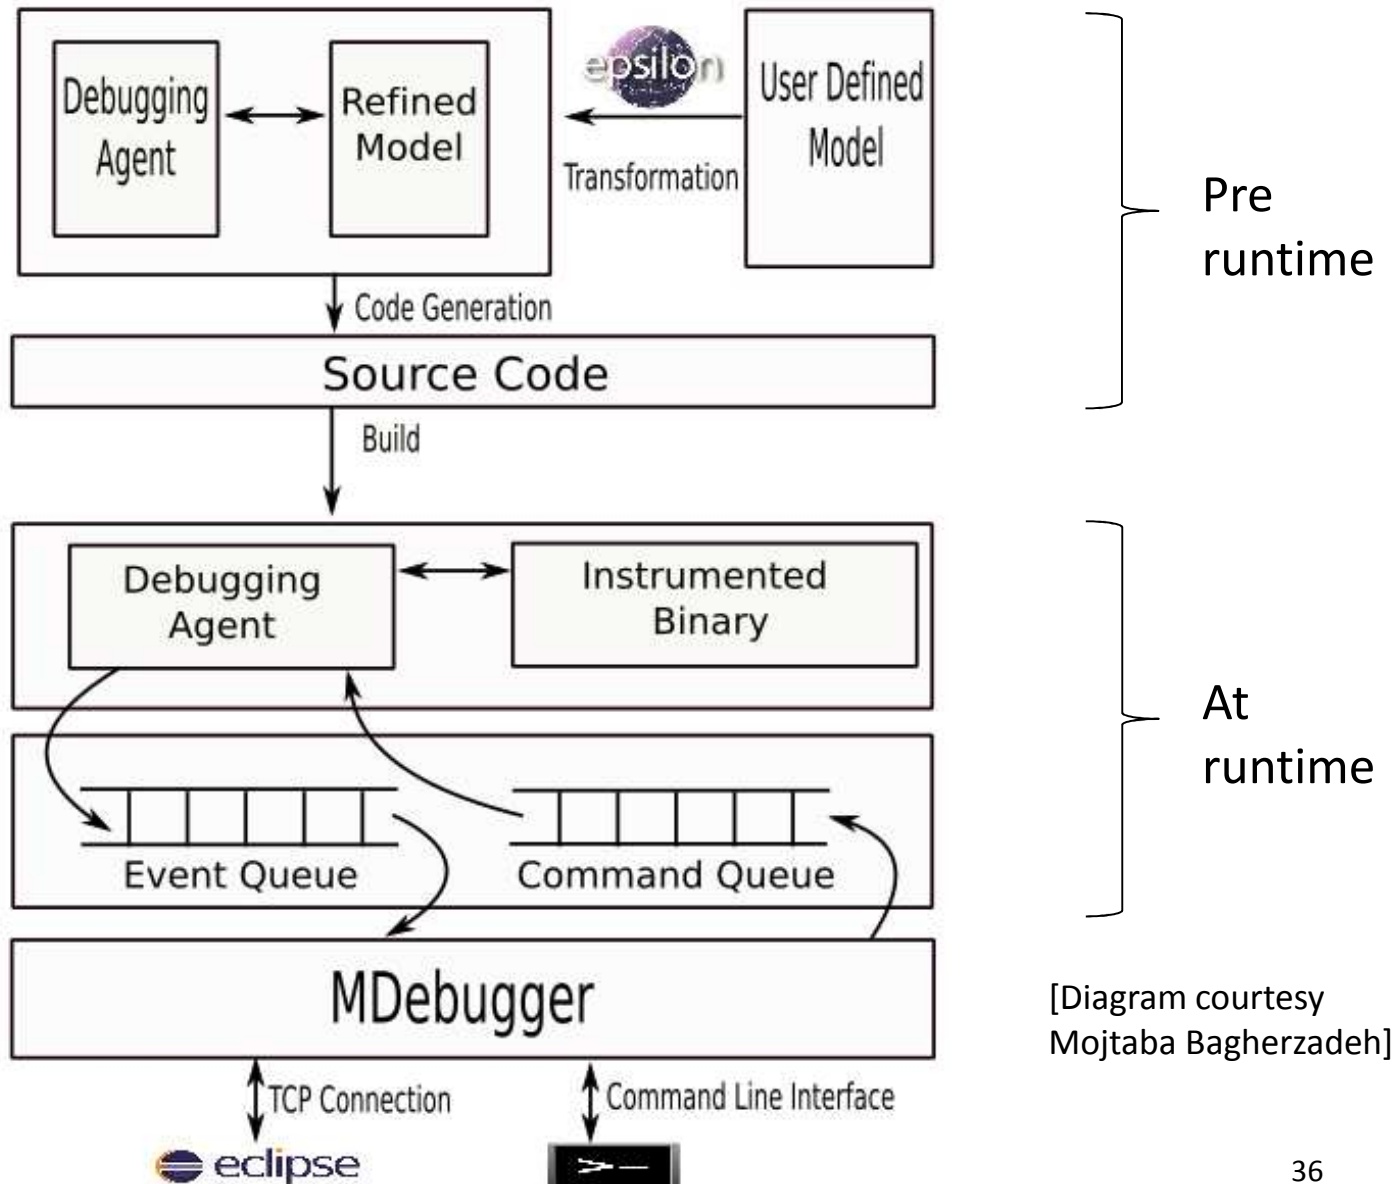 Debugging
Agent
Refined
Model
epsilon
Transformation
User Defined
Model
Pre
runtime
Code Generation
Source Code
Build
Debugging
Agent
Instrumented
Binary
At
runtime
Event Queue
Command Queue
MDebugger
[Diagram courtesy
Mojtaba Bagherzadeh]
TCP Connection
Command Line Interface
eclipse
>—
36